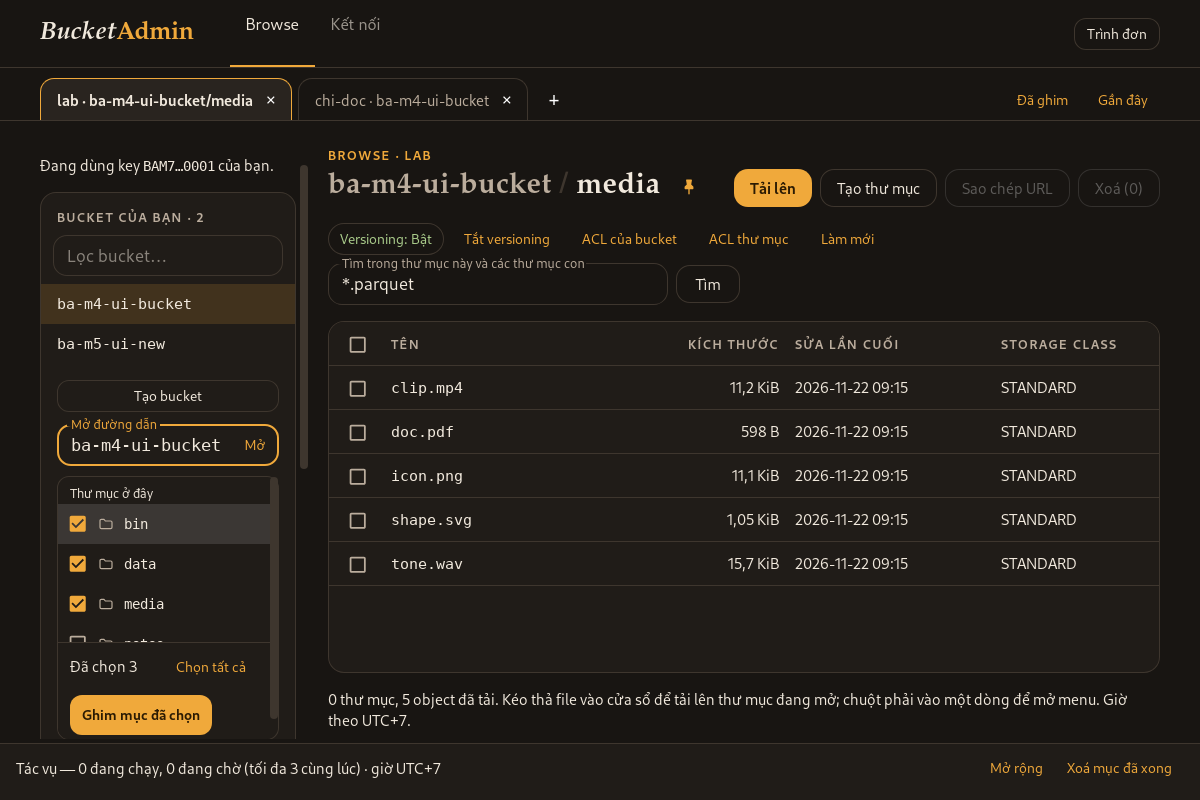 BucketAdmin
Browse
Kết nối
Trình đơn
lab · ba-m4-ui-bucket/media ×
chi-doc · ba-m4-ui-bucket ×
+
Đã ghim
Gần đây
Đang dùng key BAM7…0001 của bạn.
BUCKET CỦA BẠN · 2
Lọc bucket…
ba-m4-ui-bucket
ba-m5-ui-new
Tạo bucket
Mở đường dẫn
ba-m4-ui-bucket Mở
Thư mục ở đây
bin
data
media
Đã chọn 3
Chọn tất cả
Ghim mục đã chọn
BROWSE · LAB
ba-m4-ui-bucket / media
Tải lên
Tạo thư mục
Sao chép URL
Xoá (0)
Versioning: Bật
Tắt versioning
ACL của bucket
ACL thư mục
Làm mới
Tìm trong thư mục này và các thư mục con
*.parquet
Tìm
TÊN KÍCH THƯỚC SỬA LẦN CUỐI STORAGE CLASS
clip.mp4 11,2 KiB 2026-11-22 09:15 STANDARD
doc.pdf 598 B 2026-11-22 09:15 STANDARD
icon.png 11,1 KiB 2026-11-22 09:15 STANDARD
shape.svg 1,05 KiB 2026-11-22 09:15 STANDARD
tone.wav 15,7 KiB 2026-11-22 09:15 STANDARD
0 thư mục, 5 object đã tải. Kéo thả file vào cửa sổ để tải lên thư mục đang mở; chuột phải vào một dòng để mở menu. Giờ
theo UTC+7.
Tác vụ — 0 đang chạy, 0 đang chờ (tối đa 3 cùng lúc) · giờ UTC+7
Mở rộng
Xoá mục đã xong